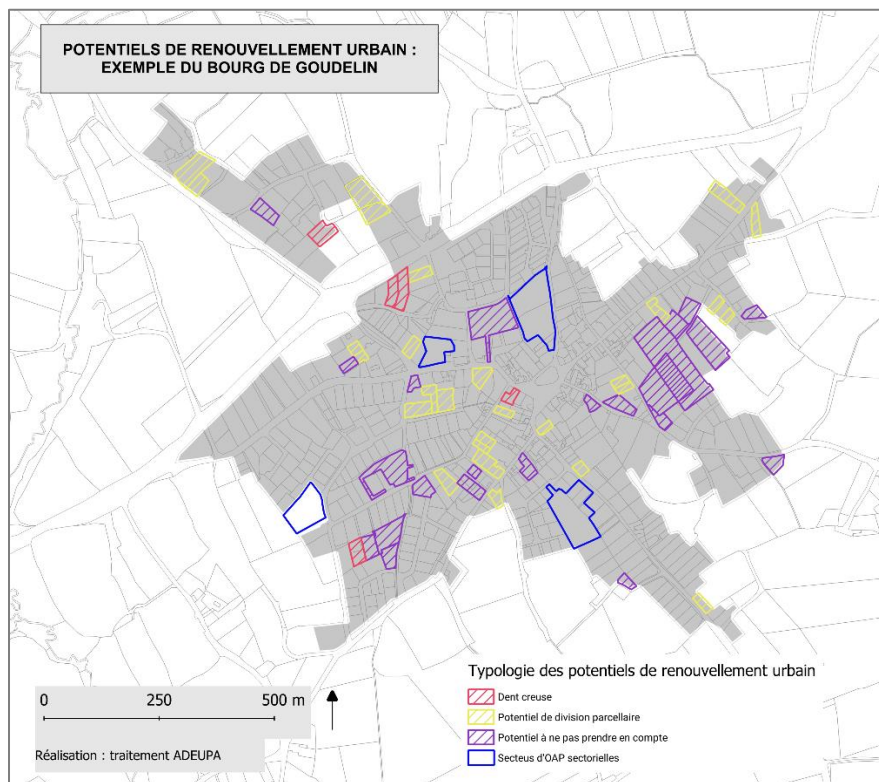 POTENTIELS DE RENOUVELLEMENT URBAIN :
EXEMPLE DU BOURG DE GOUDELIN
Typologie des potentiels de renouvellement urbain
Dent creuse
Potentiel de division parcellaire
Potentiel à ne pas prendre en compte
Secteus d'OAP sectorielles
0 250 500 m
Réalisation : traitement ADEUPA